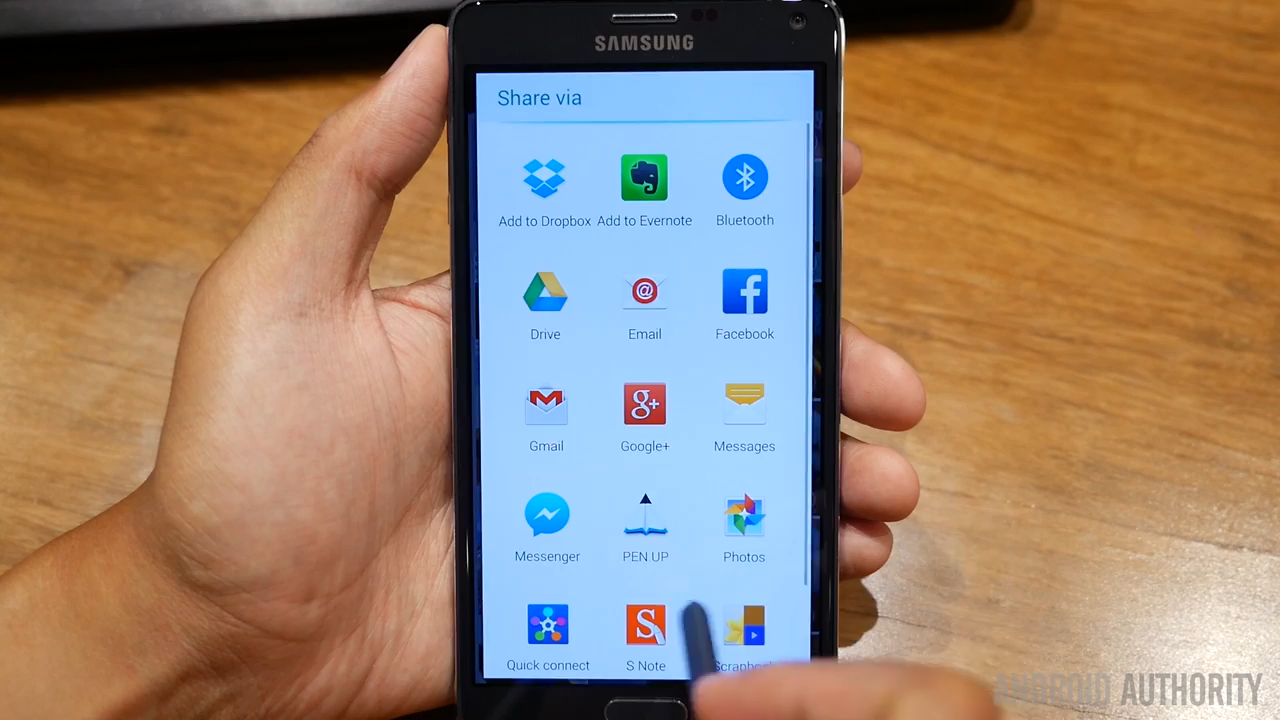 SAMSUNG
Share via
Add to Dropbox Add to Evernote Bluetooth
@
Drive Email Facebook
g+
Gmail Google+ Messages
Messenger PEN UP Photos
S
Quick connect S Note
ANDROID AUTHORITY